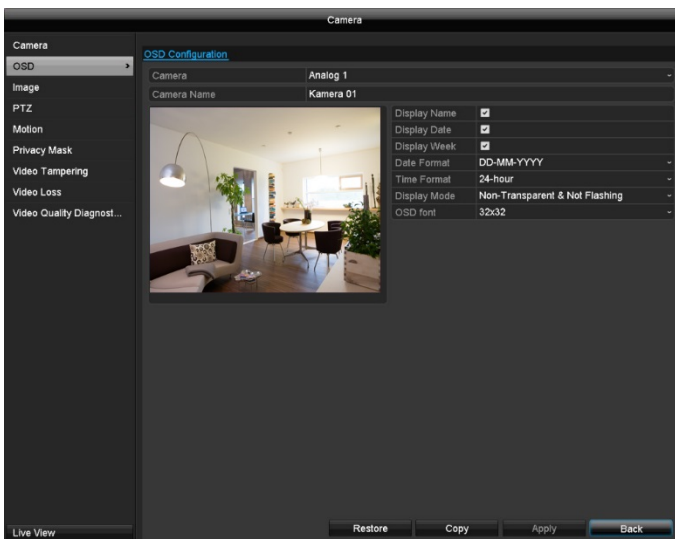 Camera
Camera
OSD
Image
PTZ
Motion
Privacy Mask
Video Tampering
Video Loss
Video Quality Diagnost...
Live View
OSD Configuration
Camera Analog 1
Camera Name Kamera 01
Display Name
Display Date
Display Week
Date Format DD-MM-YYYY
Time Format 24-hour
Display Mode Non-Transparent & Not Flashing
OSD font 32x32
Restore Copy Apply Back